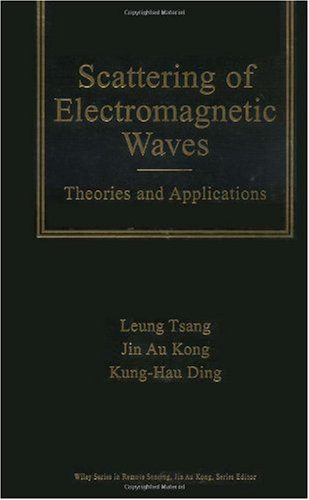 Scattering of
Electromagnetic
Waves
Theories and Applications
Leung Tsang
Jin Au Kong
Kung-Hau Ding
Wiley Series in Remote Sensing, Jin Au Kong, Series Editor